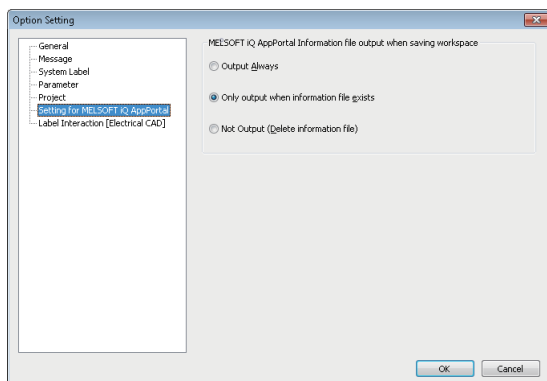 Option Setting
General
Message
System Label
Parameter
Project
Setting for MELSOFT iQ AppPortal
Label Interaction [Electrical CAD]
MELSOFT iQ AppPortal Information file output when saving workspace
Output Always
Only output when information file exists
Not Output (Delete information file)
OK
Cancel